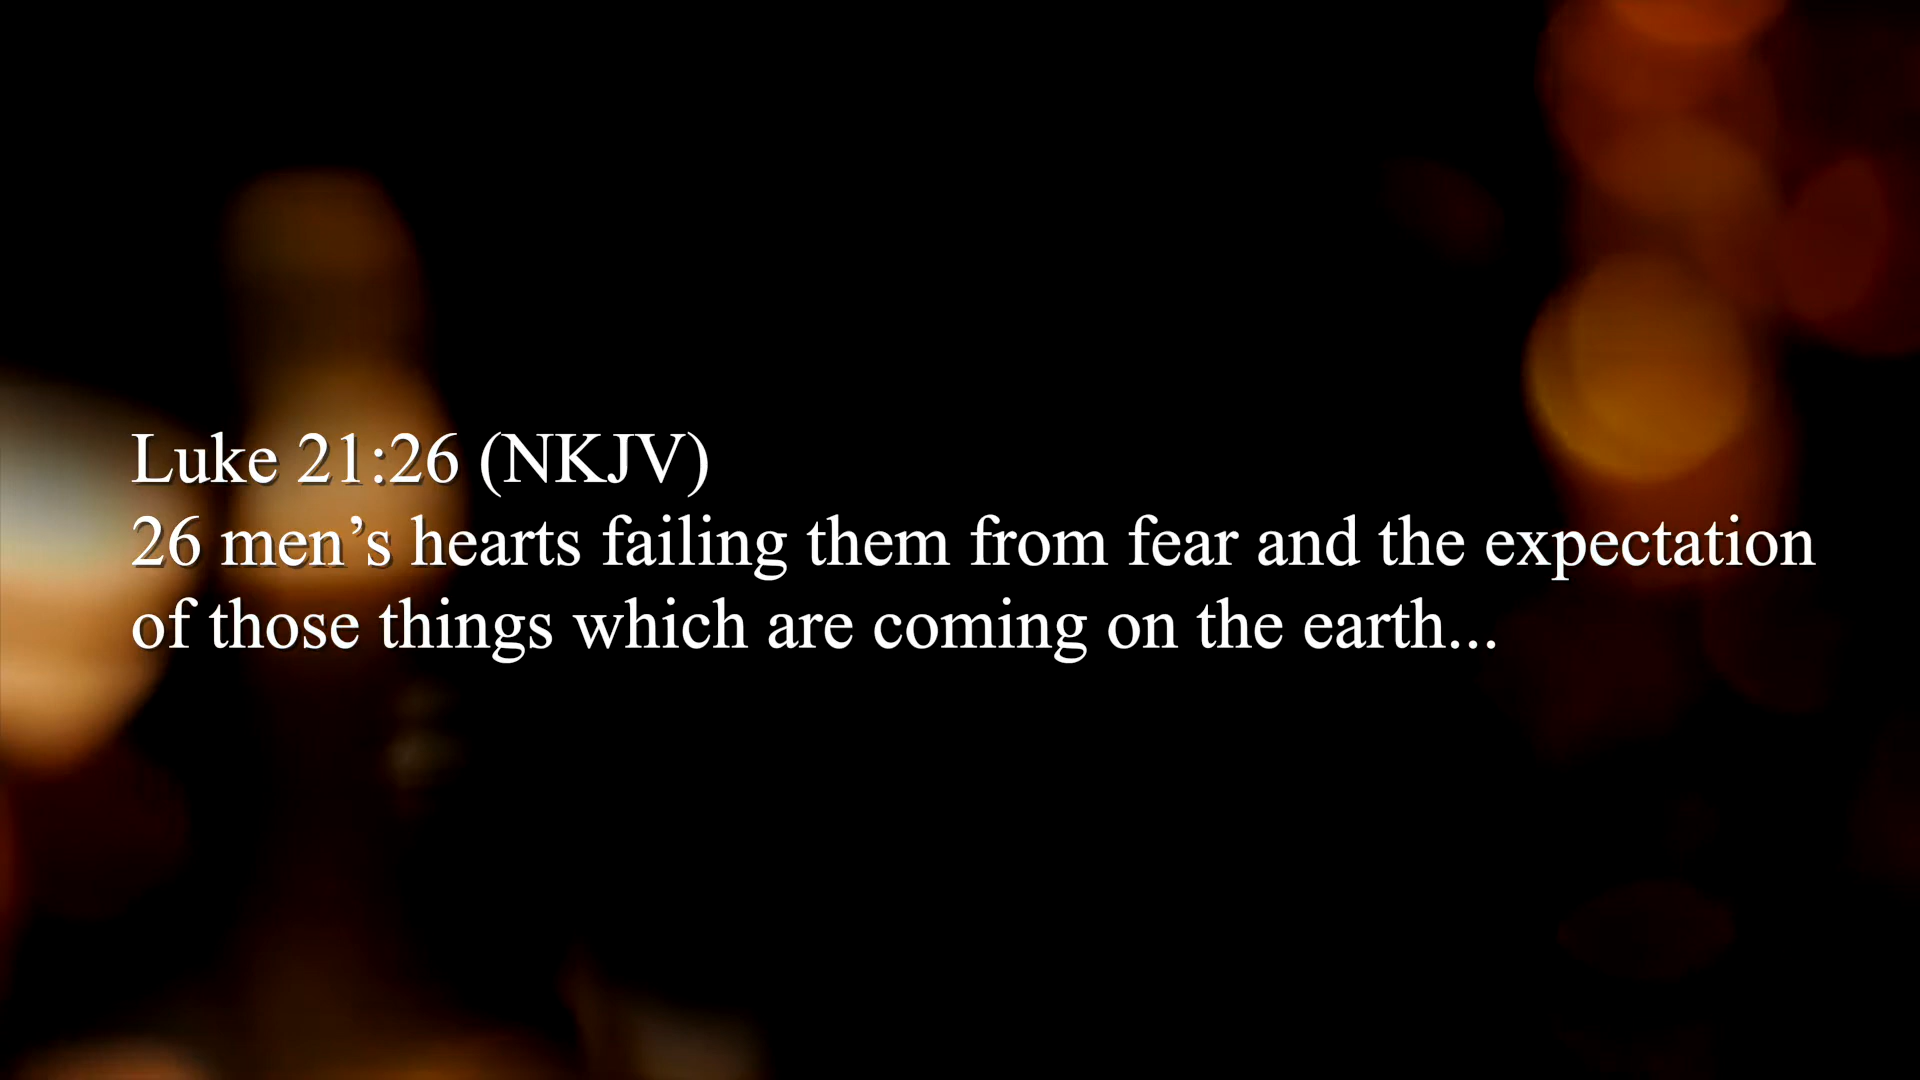 Luke 21:26 (NKJV)
26 men’s hearts failing them from fear and the expectation
of those things which are coming on the earth...